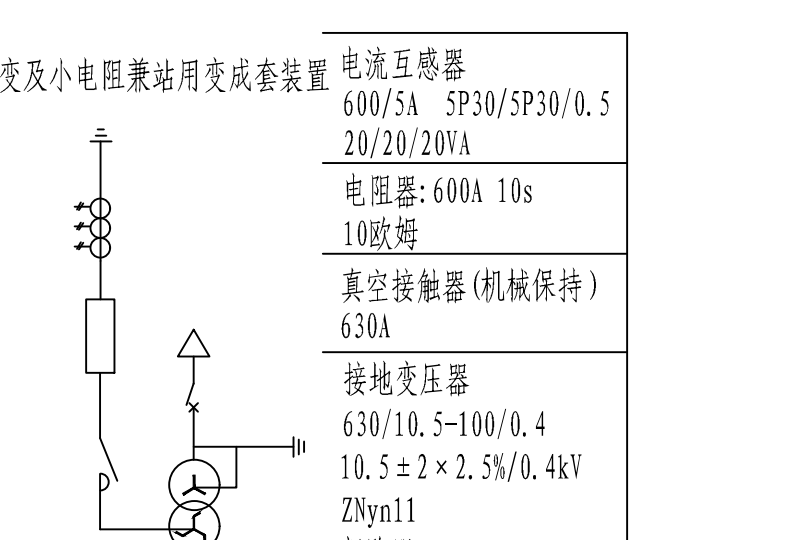 变及小电阻兼站用变成套装置
电流互感器
600/5A 5P30/5P30/0.5
20/20/20VA
电阻器:600A 10s
10欧姆
真空接触器(机械保持)
630A
接地变压器
630/10.5-100/0.4
10.5±2×2.5%/0.4kV
ZNyn11